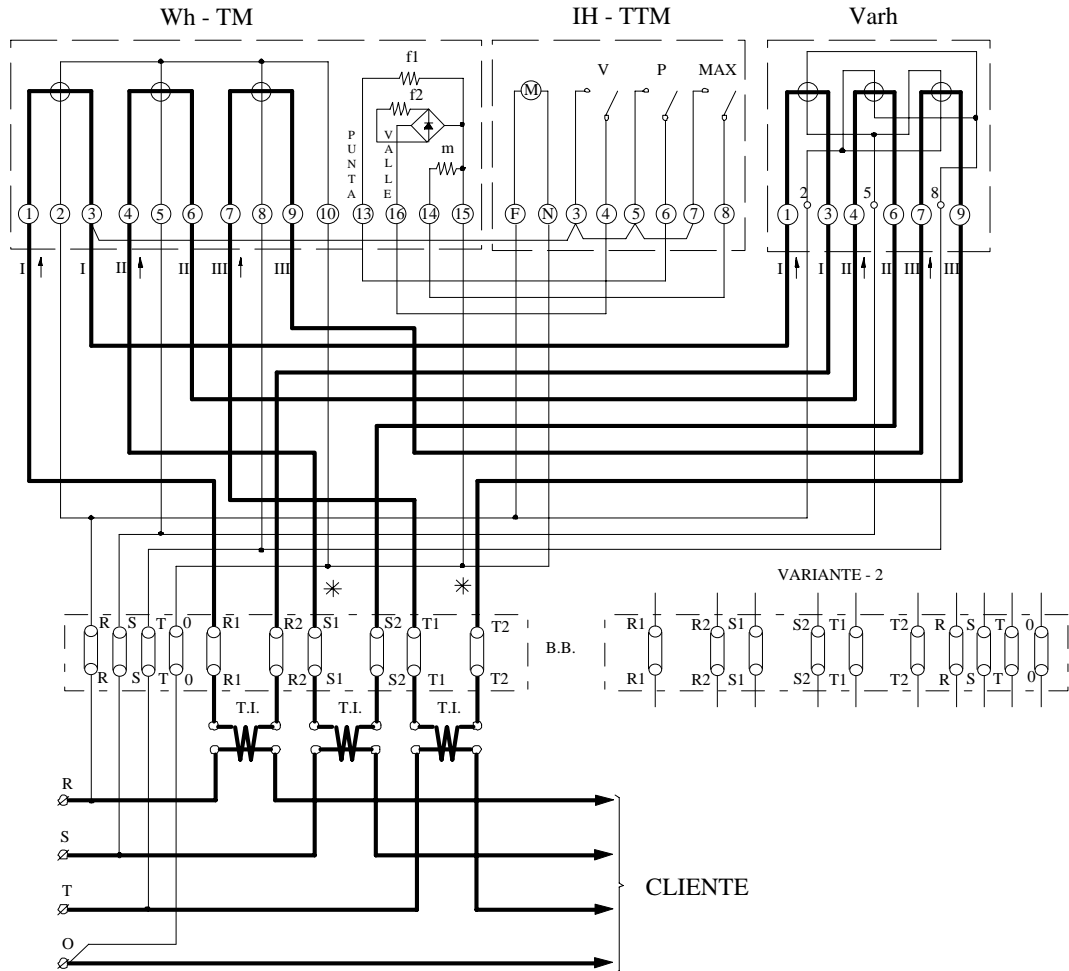 Wh - TM IH - TTM Varh
f1
f2
m
PUNTA
VALLE
M V P MAX
1 2 3 4 5 6 7 8 9 10 13 16 14 15
F N 3 4 5 6 7 8
2 5 8
1 3 4 6 7 9
I I II II III III
I I II II III III
VARIANTE - 2
R S T 0 R1 R2 S1 S2 T1 T2
B.B.
R S T 0 R1 R2 S1 S2 T1 T2
R1 R2 S1 S2 T1 T2 R S T 0
R1 R2 S1 S2 T1 T2 R S T 0
T.I. T.I. T.I.
R
S
T
O
CLIENTE